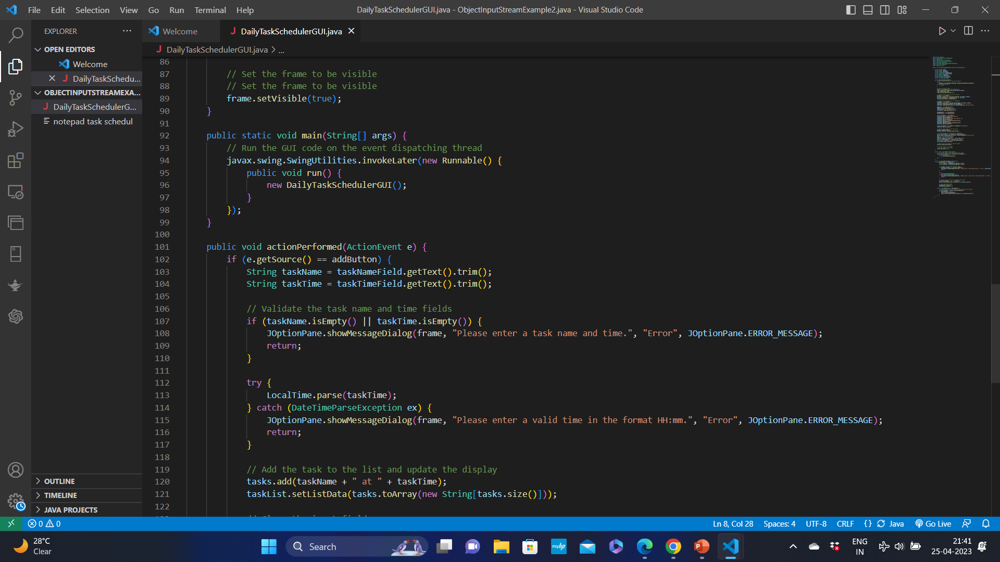 File Edit Selection View Go Run Terminal Help
DailyTaskSchedulerGUI.java - ObjectInputStreamExample2.java - Visual Studio Code
EXPLORER
Welcome
J DailyTaskSchedulerGUI.java
OPEN EDITORS
Welcome
J DailyTaskSchedu...
OBJECTINPUTSTREAMEXA...
J DailyTaskSchedulerG...
notepad task schedul
OUTLINE
TIMELINE
JAVA PROJECTS
J DailyTaskSchedulerGUI.java > ...
86
87 // Set the frame to be visible
88 // Set the frame to be visible
89 frame.setVisible(true);
90 }
91
92 public static void main(String[] args) {
93 // Run the GUI code on the event dispatching thread
94 javax.swing.SwingUtilities.invokeLater(new Runnable() {
95 public void run() {
96 new DailyTaskSchedulerGUI();
97 }
98 });
99 }
100
101 public void actionPerformed(ActionEvent e) {
102 if (e.getSource() == addButton) {
103 String taskName = taskNameField.getText().trim();
104 String taskTime = taskTimeField.getText().trim();
105
106 // Validate the task name and time fields
107 if (taskName.isEmpty() || taskTime.isEmpty()) {
108 JOptionPane.showMessageDialog(frame, "Please enter a task name and time.", "Error", JOptionPane.ERROR_MESSAGE);
109 return;
110 }
111
112 try {
113 LocalTime.parse(taskTime);
114 } catch (DateTimeParseException ex) {
115 JOptionPane.showMessageDialog(frame, "Please enter a valid time in the format HH:mm.", "Error", JOptionPane.ERROR_MESSAGE);
116 return;
117 }
118
119 // Add the task to the list and update the display
120 tasks.add(taskName + " at " + taskTime);
121 taskList.setListData(tasks.toArray(new String[tasks.size()]));
122
0 0
Ln 8, Col 28 Spaces: 4 UTF-8 CRLF {} Java Go Live
28°C
Clear
Search
myhp
P
ENG
IN
21:41
25-04-2023